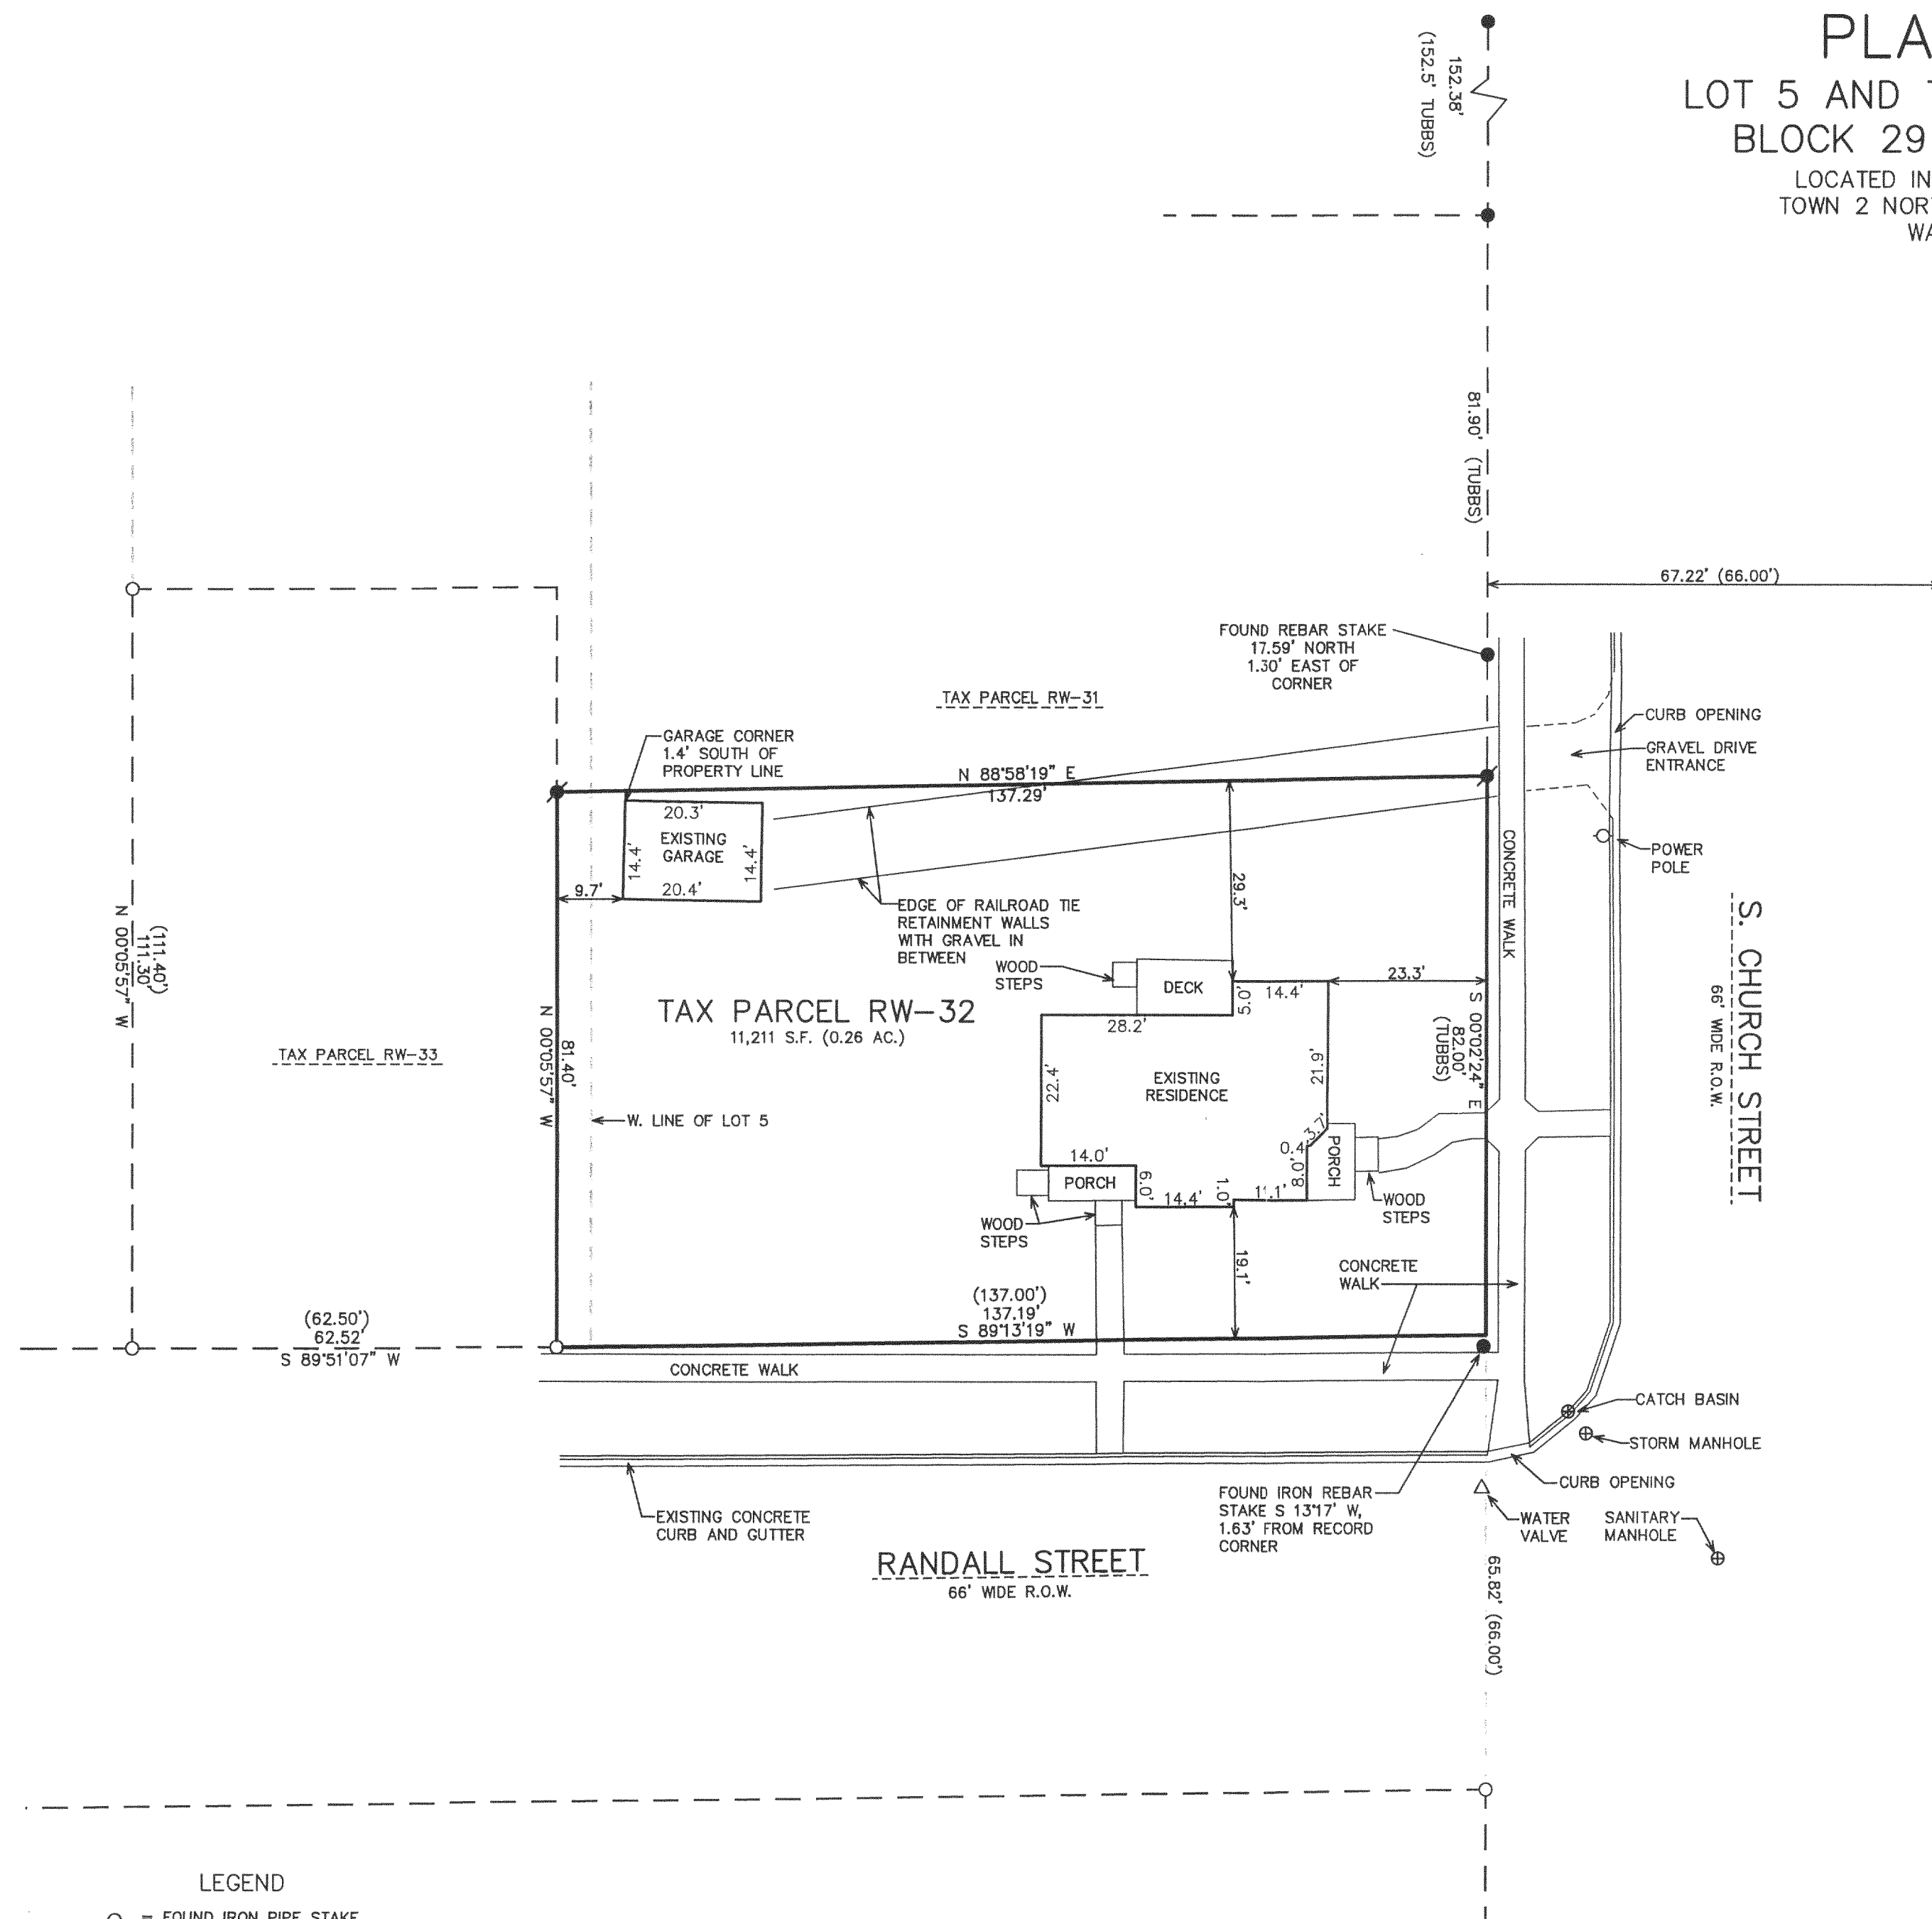 PLA
LOT 5 AND T
BLOCK 29
LOCATED IN
TOWN 2 NOR
WA
152.38'
(152.5' TUBBS)
81.90' (TUBBS)
67.22' (66.00')
FOUND REBAR STAKE
17.59' NORTH
1.30' EAST OF
CORNER
TAX PARCEL RW-31
CURB OPENING
GRAVEL DRIVE
ENTRANCE
GARAGE CORNER
1.4' SOUTH OF
PROPERTY LINE
N 88°58'19" E
137.29'
20.3'
EXISTING
GARAGE
14.4'
14.4'
20.4'
9.7'
POWER
POLE
CONCRETE WALK
29.3'
EDGE OF RAILROAD TIE
RETAINMENT WALLS
WITH GRAVEL IN
BETWEEN
WOOD
STEPS
DECK
5.0'
14.4'
23.3'
S. CHURCH STREET
66' WIDE R.O.W.
(111.40')
111.30'
N 00°05'57" W
TAX PARCEL RW-32
11,211 S.F. (0.26 AC.)
28.2'
S 00°02'24" E
82.00'
(TUBBS)
TAX PARCEL RW-33
81.40'
N 00°05'57" W
22.4'
EXISTING
RESIDENCE
21.9'
W. LINE OF LOT 5
3.7'
0.4'
8.0'
PORCH
14.0'
PORCH
6.0'
14.4'
1.0'
11.1'
WOOD
STEPS
WOOD
STEPS
19.1'
CONCRETE
WALK
(137.00')
137.19'
S 89°13'19" W
(62.50')
62.52'
S 89°51'07" W
CONCRETE WALK
CATCH BASIN
STORM MANHOLE
CURB OPENING
EXISTING CONCRETE
CURB AND GUTTER
FOUND IRON REBAR
STAKE S 13°17' W,
1.63' FROM RECORD
CORNER
WATER
VALVE
SANITARY
MANHOLE
RANDALL STREET
66' WIDE R.O.W.
65.82' (66.00')
LEGEND
= FOUND IRON PIPE STAKE